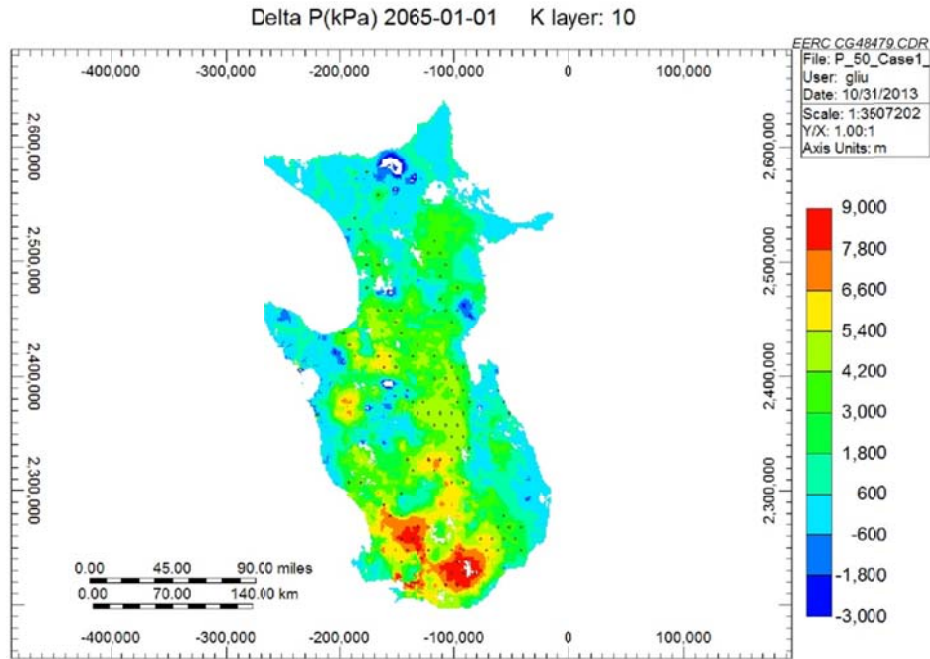 Delta P(kPa) 2065-01-01 K layer: 10
EERC CG48479.CDR
File: P_50_Case1_
User: gliu
Date: 10/31/2013
Scale: 1:3507202
Y/X: 1.00:1
Axis Units: m
-400,000 -300,000 -200,000 -100,000 0 100,000
2,600,000 2,600,000
2,500,000 2,500,000
2,400,000 2,400,000
2,300,000 2,300,000
9,000
7,800
6,600
5,400
4,200
3,000
1,800
600
-600
-1,800
-3,000
0.00 45.00 90.00 miles
0.00 70.00 140.00 km
-400,000 -300,000 -200,000 -100,000 0 100,000